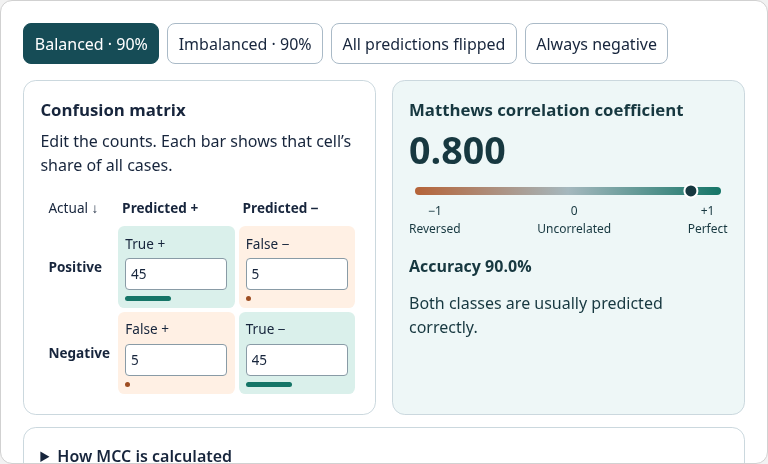 Balanced · 90%
Imbalanced · 90%
All predictions flipped
Always negative
Confusion matrix
Edit the counts. Each bar shows that cell’s
share of all cases.
Actual ↓ Predicted + Predicted −
True + False −
Positive 45 5
False + True −
Negative 5 45
Matthews correlation coefficient
0.800
−1 0 +1
Reversed Uncorrelated Perfect
Accuracy 90.0%
Both classes are usually predicted
correctly.
▶ How MCC is calculated